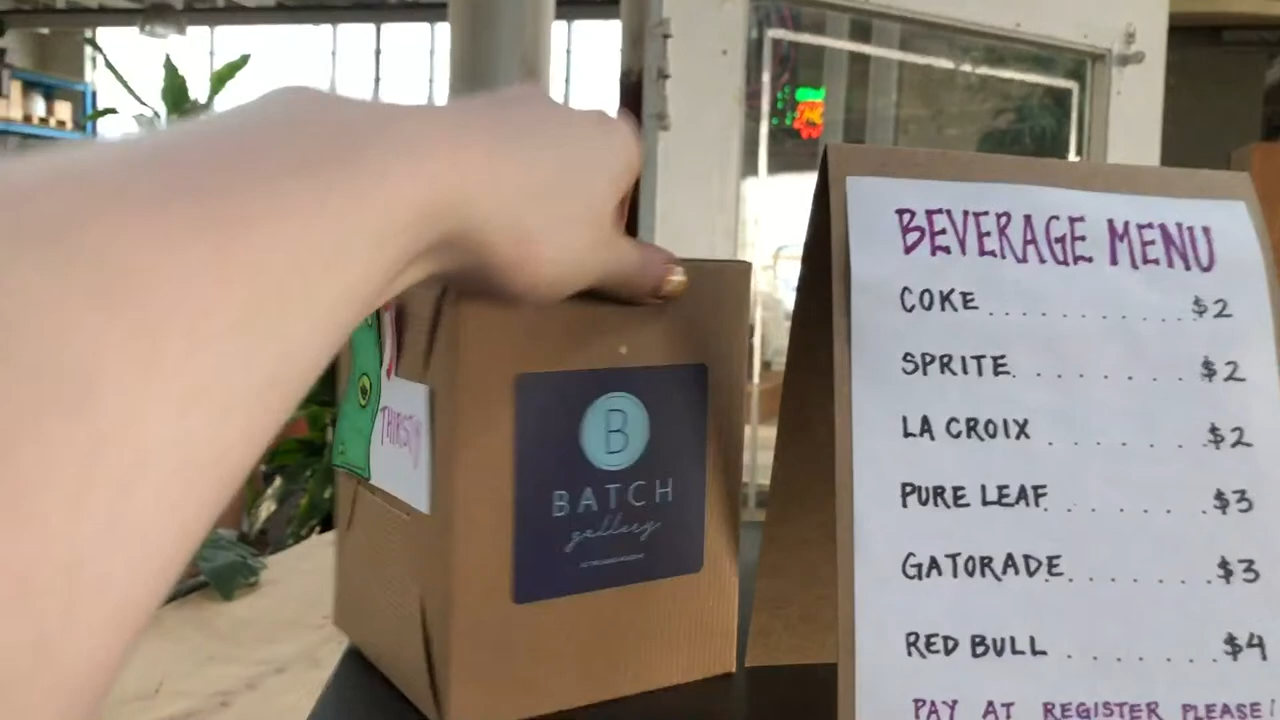 THIRSTY
B
BATCH
gallery
BEVERAGE MENU
COKE ............ $2
SPRITE ......... $2
LA CROIX ........ $2
PURE LEAF ........ $3
GATORADE ........ $3
RED BULL ........ $4
PAY AT REGISTER PLEASE!